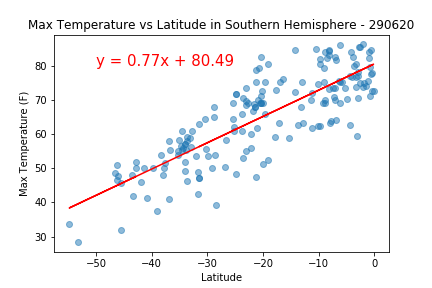 Max Temperature vs Latitude in Southern Hemisphere - 290620
y = 0.77x + 80.49
Max Temperature (F)
80
70
60
50
40
30
−50 −40 −30 −20 −10 0
Latitude